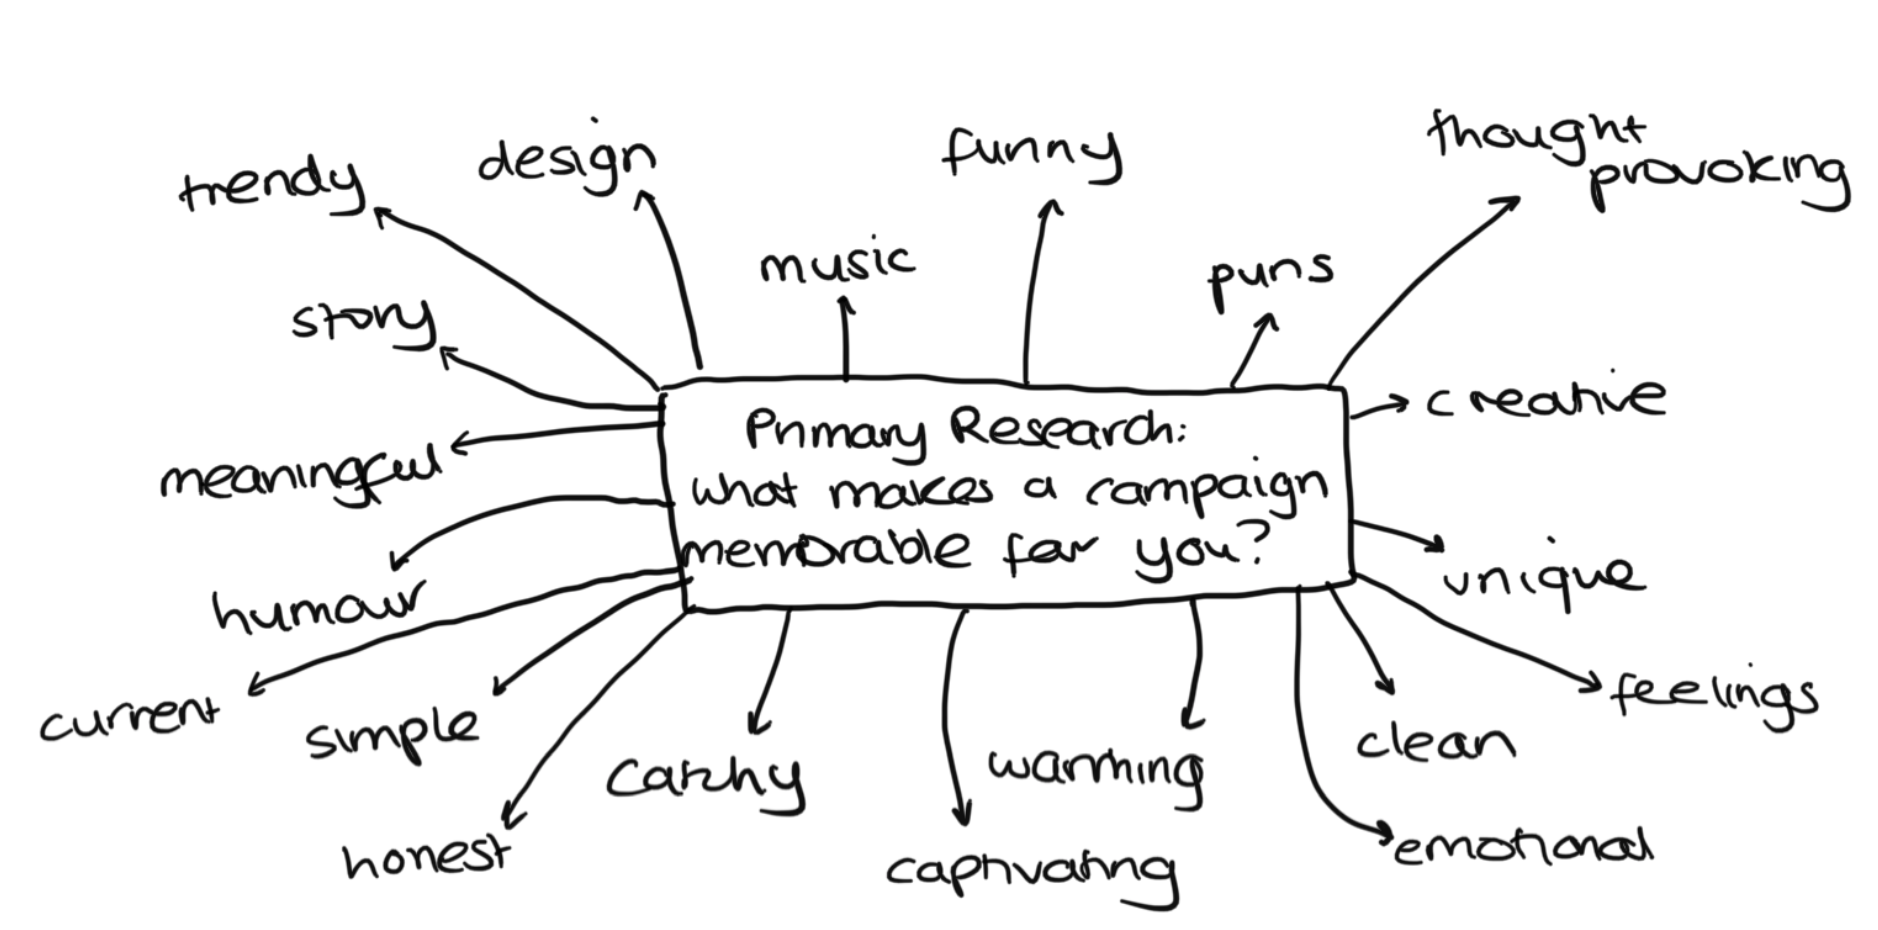 trendy
design
funny
thought
provoking
music
puns
story
creative
Primary Research:
what makes a campaign
memorable for you?
meaningful
unique
humour
feelings
current
simple
clean
catchy
warming
honest
captivating
emotional